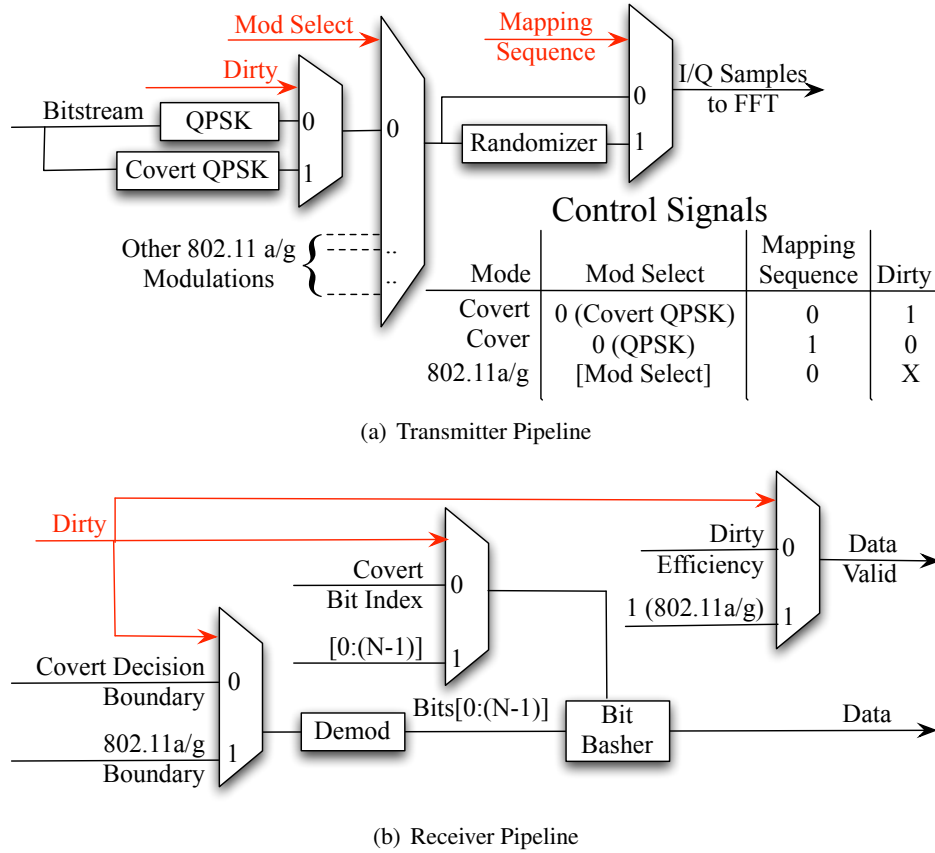 Mod Select
Mapping
Sequence
Dirty
I/Q Samples
to FFT
Bitstream
QPSK
0
0
0
Covert QPSK
1
Randomizer
1
Control Signals
Other 802.11 a/g
Modulations
..
..
Mode Mod Select Mapping Sequence Dirty
Covert 0 (Covert QPSK) 0 1
Cover 0 (QPSK) 1 0
802.11a/g [Mod Select] 0 X
(a) Transmitter Pipeline
Dirty
Dirty
Efficiency
0
Data
Valid
Covert
Bit Index
0
1 (802.11a/g)
1
[0:(N-1)]
1
Covert Decision
Boundary
0
Bits[0:(N-1)]
802.11a/g
Boundary
1
Demod
Bit
Basher
Data
(b) Receiver Pipeline